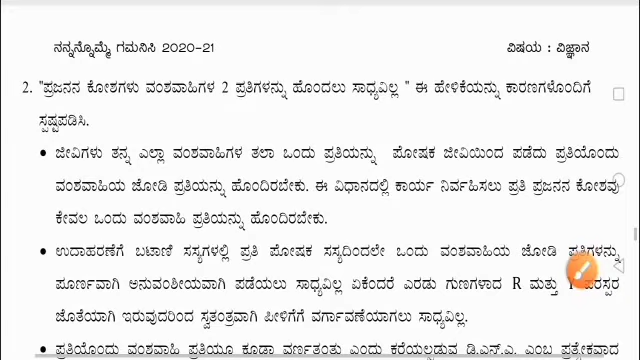 ನನ್ನನ್ನೊಮ್ಮೆ ಗಮನಿಸಿ 2020-21 ವಿಷಯ : ವಿಜ್ಞಾನ
2. "ಪ್ರಜನನ ಕೋಶಗಳು ವಂಶವಾಹಿಗಳ 2 ಪ್ರತಿಗಳನ್ನು ಹೊಂದಲು ಸಾಧ್ಯವಿಲ್ಲ " ಈ ಹೇಳಿಕೆಯನ್ನು ಕಾರಣಗಳೊಂದಿಗೆ
ಸ್ಪಷ್ಟಪಡಿಸಿ.
• ಜೀವಿಗಳು ತನ್ನ ಎಲ್ಲಾ ವಂಶವಾಹಿಗಳ ತಲಾ ಒಂದು ಪ್ರತಿಯನ್ನು ಪೋಷಕ ಜೀವಿಯಿಂದ ಪಡೆದು ಪ್ರತಿಯೊಂದು
ವಂಶವಾಹಿಯ ಜೋಡಿ ಪ್ರತಿಯನ್ನು ಹೊಂದಿರಬೇಕು. ಈ ವಿಧಾನದಲ್ಲಿ ಕಾರ್ಯ ನಿರ್ವಹಿಸಲು ಪ್ರತಿ ಪ್ರಜನನ ಕೋಶವು
ಕೇವಲ ಒಂದು ವಂಶವಾಹಿ ಪ್ರತಿಯನ್ನು ಹೊಂದಿರಬೇಕು.
• ಉದಾಹರಣೆಗೆ ಬಟಾಣಿ ಸಸ್ಯಗಳಲ್ಲಿ ಪ್ರತಿ ಪೋಷಕ ಸಸ್ಯದಿಂದಲೇ ಒಂದು ವಂಶವಾಹಿಯ ಜೋಡಿ ಪ್ರತಿಗಳನ್ನು
ಪೂರ್ಣವಾಗಿ ಅನುವಂಶೀಯವಾಗಿ ಪಡೆಯಲು ಸಾಧ್ಯವಿಲ್ಲ ಏಕೆಂದರೆ ಎರಡು ಗುಣಗಳಾದ R ಮತ್ತು ಪರಸ್ಪರ
ಜೊತೆಯಾಗಿ ಇರುವುದರಿಂದ ಸ್ವತಂತ್ರವಾಗಿ ಪೀಳಿಗೆಗೆ ವರ್ಗಾವಣೆಯಾಗಲು ಸಾಧ್ಯವಿಲ್ಲ.
• ಪ್ರತಿಯೊಂದು ವಂಶವಾಹಿ ಪ್ರತಿಯೂ ಕೂಡಾ ವರ್ಣತಂತು ಎಂದು ಕರೆಯಲ್ಪಡುವ ಡಿ.ಎನ್.ಎ. ಎಂಬ ಪ್ರತ್ಯೇಕವಾದ